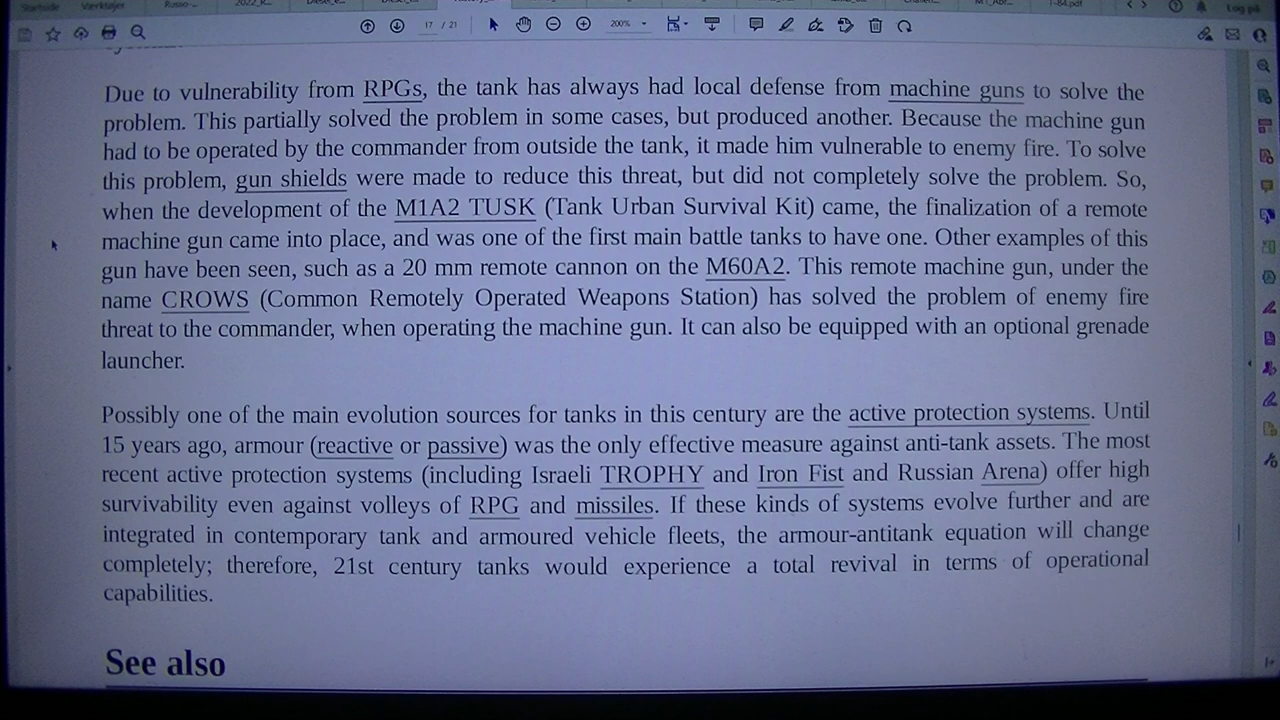 Startside Værktøjer
Log på
17 / 21 200%
Due to vulnerability from RPGs, the tank has always had local defense from machine guns to solve the
problem. This partially solved the problem in some cases, but produced another. Because the machine gun
had to be operated by the commander from outside the tank, it made him vulnerable to enemy fire. To solve
this problem, gun shields were made to reduce this threat, but did not completely solve the problem. So,
when the development of the M1A2 TUSK (Tank Urban Survival Kit) came, the finalization of a remote
machine gun came into place, and was one of the first main battle tanks to have one. Other examples of this
gun have been seen, such as a 20 mm remote cannon on the M60A2. This remote machine gun, under the
name CROWS (Common Remotely Operated Weapons Station) has solved the problem of enemy fire
threat to the commander, when operating the machine gun. It can also be equipped with an optional grenade
launcher.
Possibly one of the main evolution sources for tanks in this century are the active protection systems. Until
15 years ago, armour (reactive or passive) was the only effective measure against anti-tank assets. The most
recent active protection systems (including Israeli TROPHY and Iron Fist and Russian Arena) offer high
survivability even against volleys of RPG and missiles. If these kinds of systems evolve further and are
integrated in contemporary tank and armoured vehicle fleets, the armour-antitank equation will change
completely; therefore, 21st century tanks would experience a total revival in terms of operational
capabilities.
See also